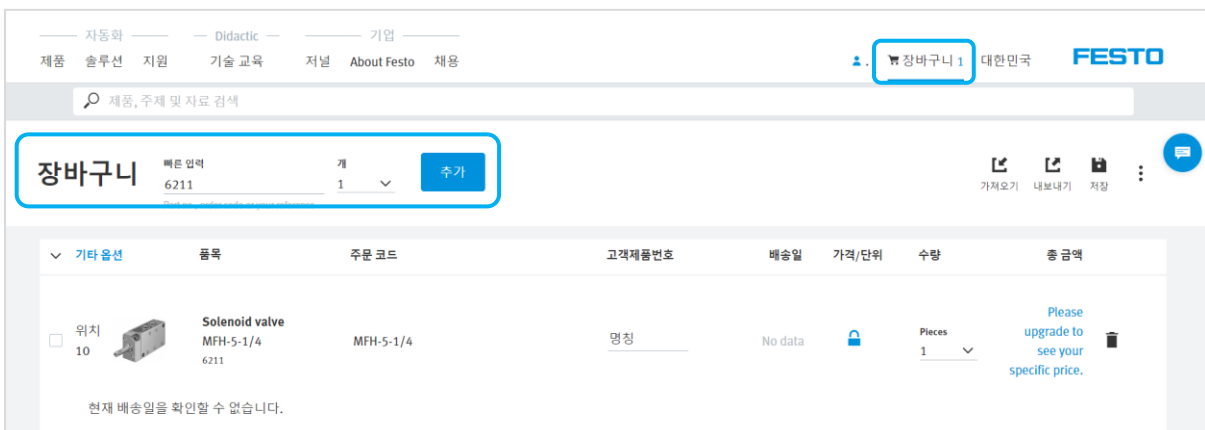 자동화 Didactic 기업
제품 솔루션 지원 기술 교육 저널 About Festo 채용 . 장바구니 1 대한민국 FESTO
제품, 주제 및 자료 검색
장바구니 빠른 입력 개
6211 1 추가
가져오기 내보내기 저장
기타 옵션 품목 주문 코드 고객제품번호 배송일 가격/단위 수량 총 금액
위치
10
Solenoid valve
MFH-5-1/4
6211
MFH-5-1/4
명칭
No data
Pieces
1
Please
upgrade to
see your
specific price.
현재 배송일을 확인할 수 없습니다.